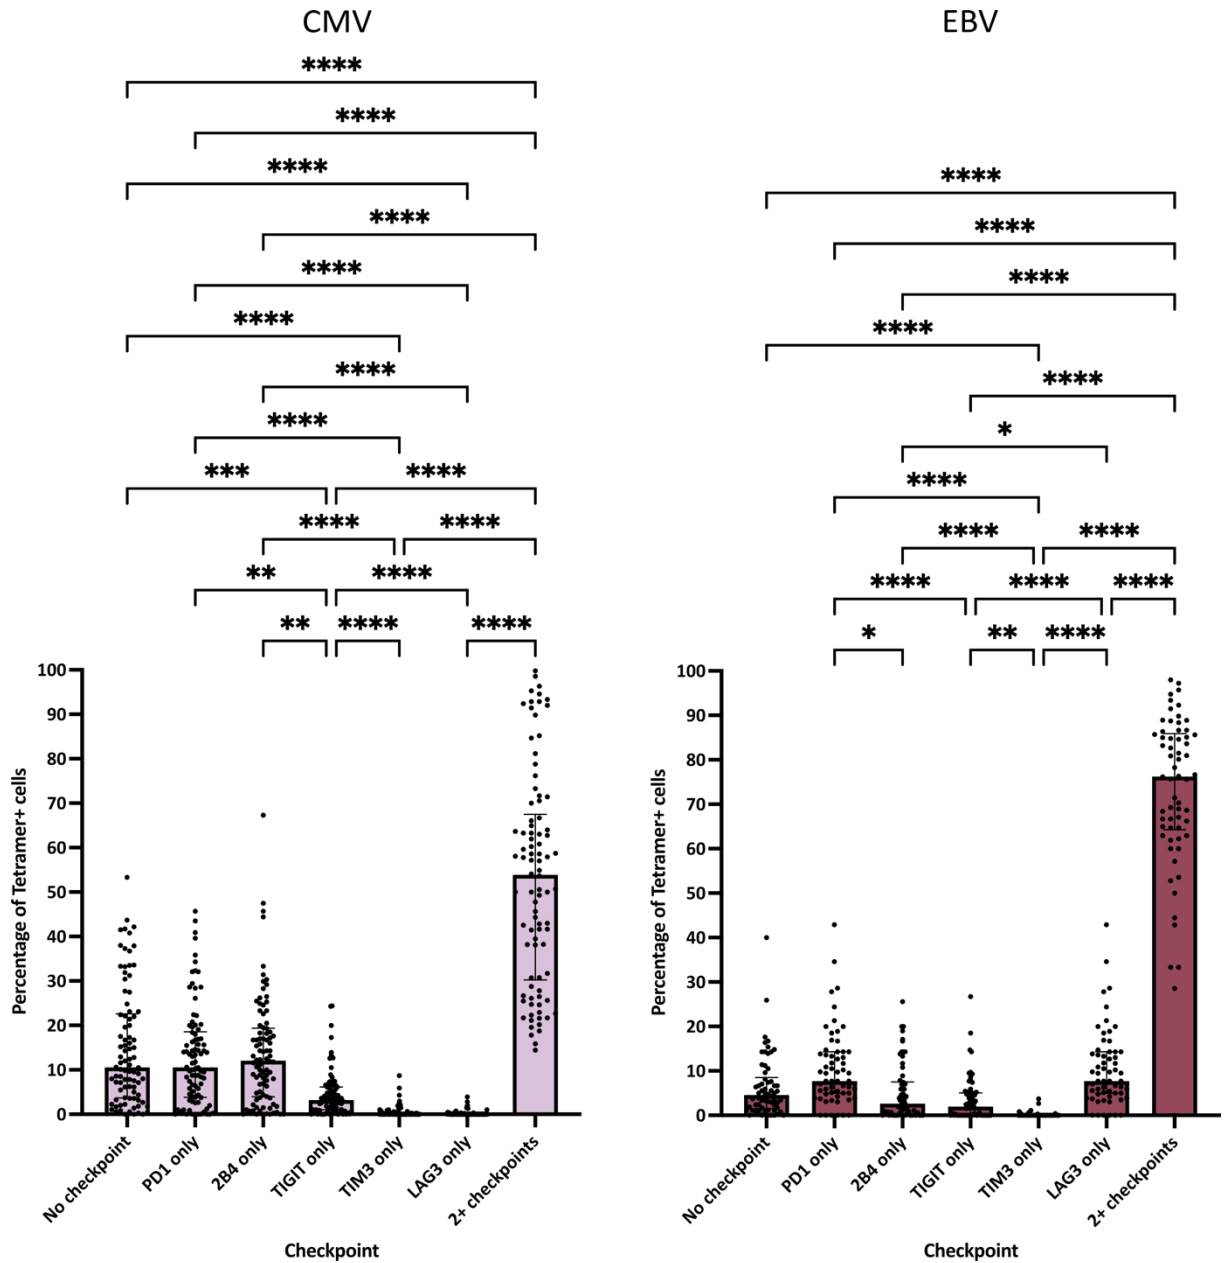 CMV
****
****
****
****
****
****
****
****
*** ****
**** ****
** ****
** **** ****
100
90
80
70
60
50
40
30
20
10
0
Percentage of Tetramer+ cells
No checkpoint
PD1 only
2B4 only
TIGIT only
TIM3 only
LAG3 only
2+ checkpoints
Checkpoint
EBV
****
****
****
****
****
*
****
**** ****
**** **** ****
* ** ****
100
90
80
70
60
50
40
30
20
10
0
Percentage of Tetramer+ cells
No checkpoint
PD1 only
2B4 only
TIGIT only
TIM3 only
LAG3 only
2+ checkpoints
Checkpoint